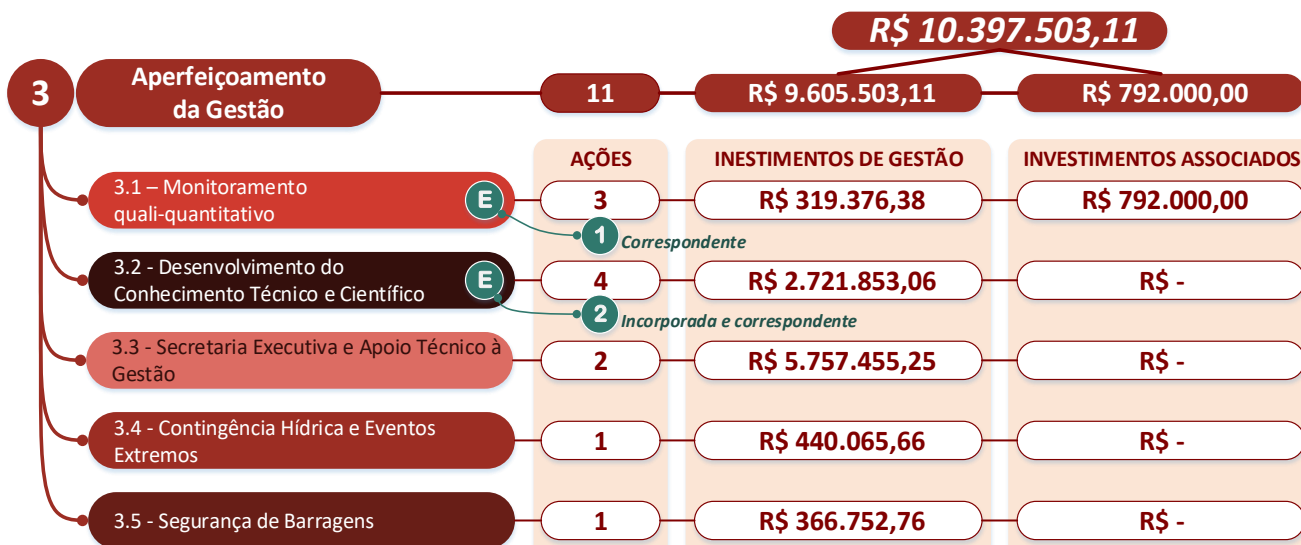 R$ 10.397.503,11
3
Aperfeiçoamento
da Gestão
11
R$ 9.605.503,11
R$ 792.000,00
AÇÕES
INESTIMENTOS DE GESTÃO
INVESTIMENTOS ASSOCIADOS
3.1 – Monitoramento
quali-quantitativo
E
3
R$ 319.376,38
R$ 792.000,00
1 Correspondente
3.2 - Desenvolvimento do
Conhecimento Técnico e Científico
E
4
R$ 2.721.853,06
R$ -
2 Incorporada e correspondente
3.3 - Secretaria Executiva e Apoio Técnico à
Gestão
2
R$ 5.757.455,25
R$ -
3.4 - Contingência Hídrica e Eventos
Extremos
1
R$ 440.065,66
R$ -
3.5 - Segurança de Barragens
1
R$ 366.752,76
R$ -